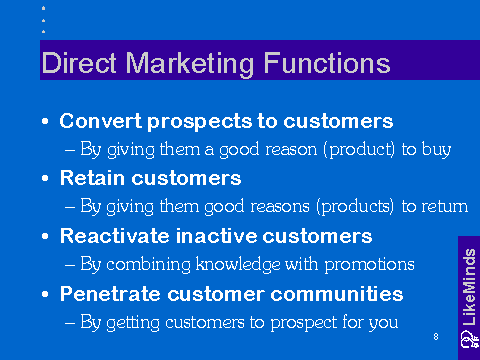 Direct Marketing Functions
• Convert prospects to customers
– By giving them a good reason (product) to buy
• Retain customers
– By giving them good reasons (products) to return
• Reactivate inactive customers
– By combining knowledge with promotions
• Penetrate customer communities
– By getting customers to prospect for you
8
LikeMinds